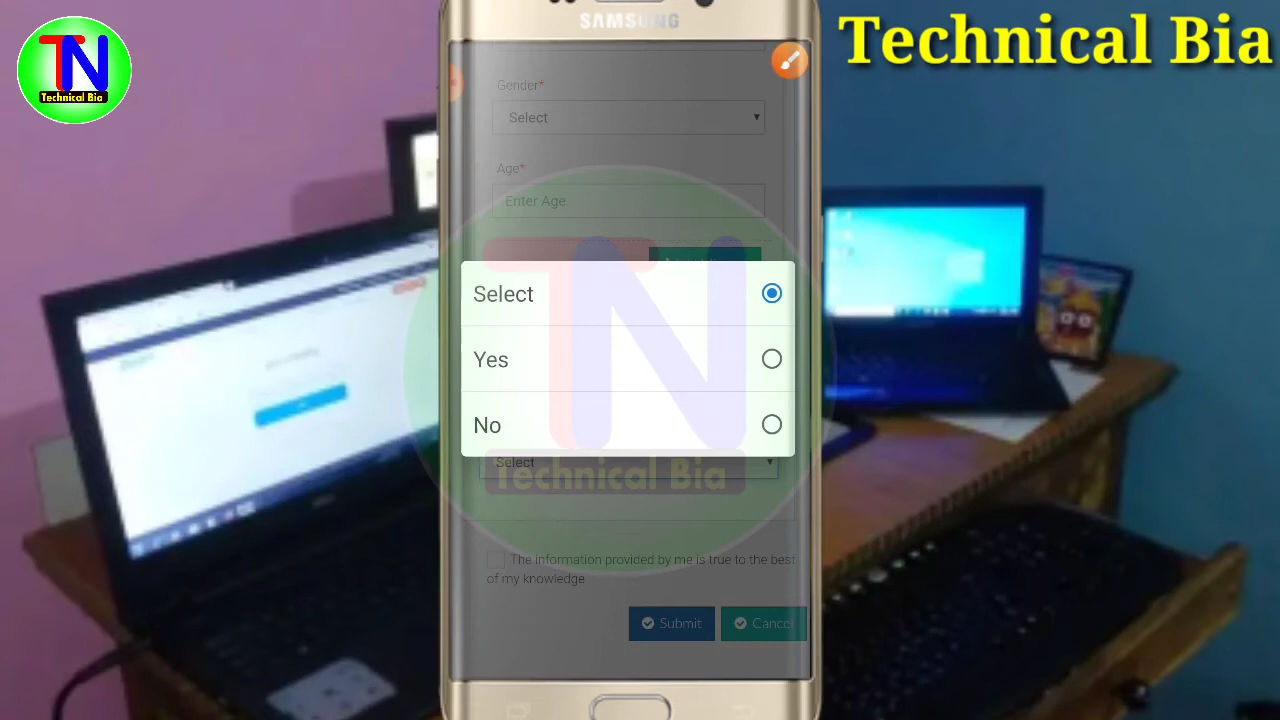 TN
Technical Bia
Technical Bia
SAMSUNG
Gender*
Select
Age*
Enter Age
TN
Select
Yes
No
Select
Technical Bia
The information provided by me is true to the best
of my knowledge
Submit
Cancel